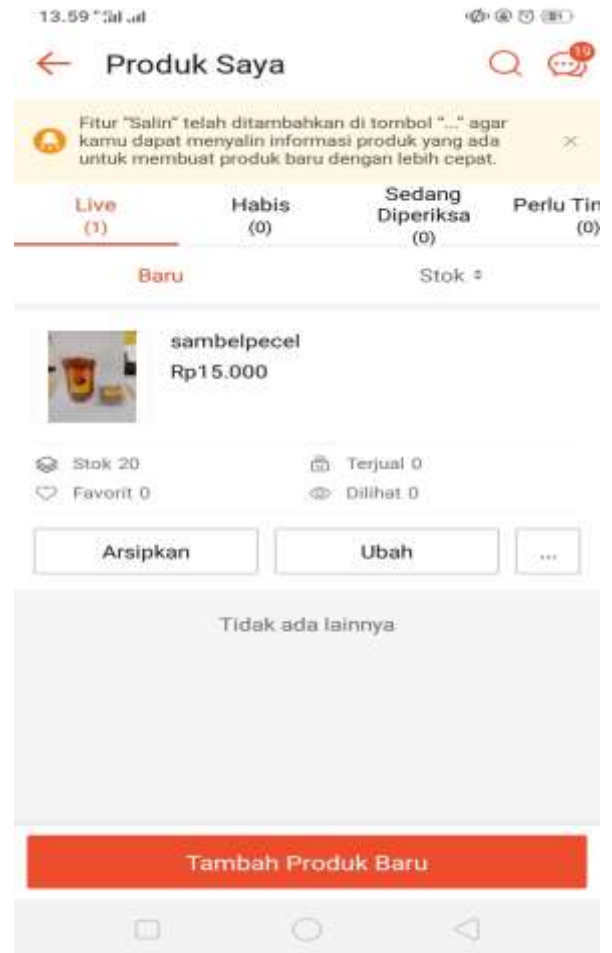 13.59
Produk Saya
19
Fitur "Salin" telah ditambahkan di tombol "..." agar
kamu dapat menyalin informasi produk yang ada
untuk membuat produk baru dengan lebih cepat.
Live
(1)
Habis
(0)
Sedang
Diperiksa
(0)
Perlu Tin
(0)
Baru
Stok
sambelpecel
Rp15.000
Stok 20
Terjual 0
Favorit 0
Dilihat 0
Arsipkan
Ubah
...
Tidak ada lainnya
Tambah Produk Baru